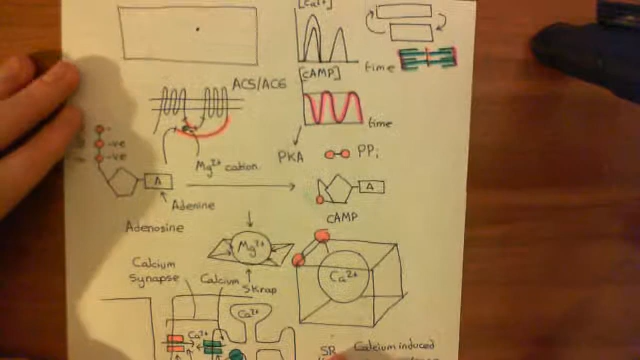 [Ca2+]
time
[CAMP]
time
AC5/AC6
-ve
-ve
Mg2+ cation
PKA
PPi
A
Adenine
Adenosine
A
CAMP
Mg2+
Calcium
Synapse
Calcium
Skrap
Ca2+
Ca2+
Ca2+
SR
Calcium induced